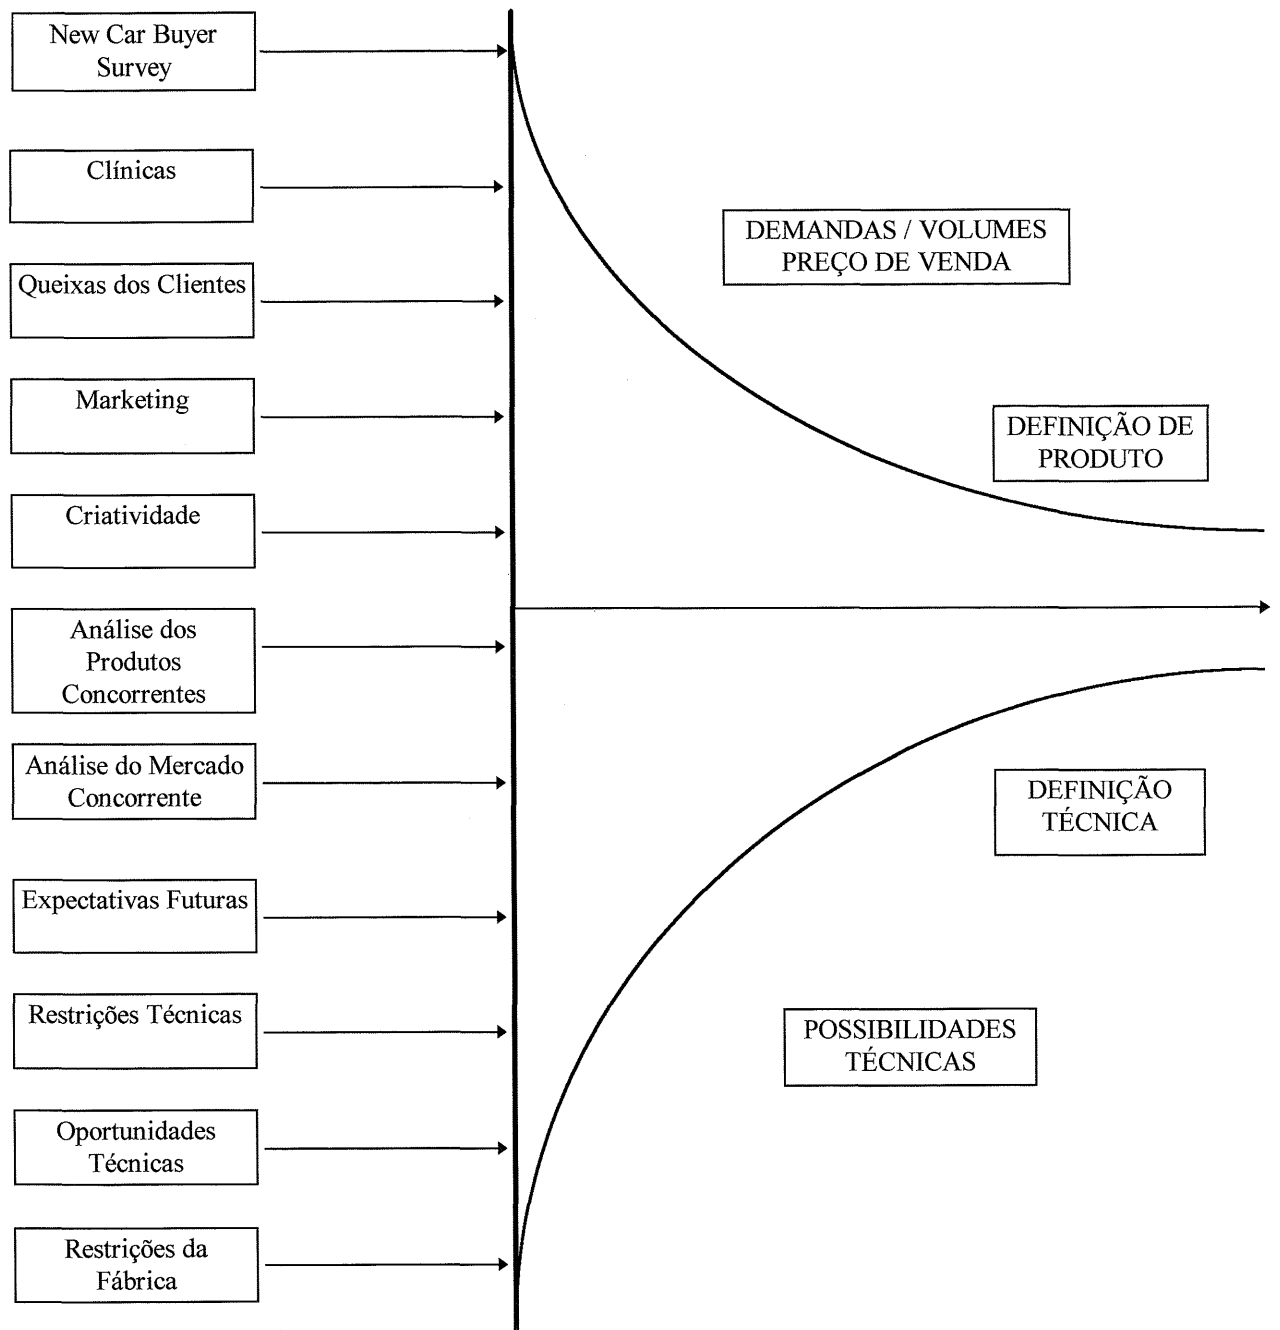 New Car Buyer
Survey
Clínicas
Queixas dos Clientes
Marketing
Criatividade
Análise dos
Produtos
Concorrentes
Análise do Mercado
Concorrente
Expectativas Futuras
Restrições Técnicas
Oportunidades
Técnicas
Restrições da
Fábrica
DEMANDAS / VOLUMES
PREÇO DE VENDA
DEFINIÇÃO DE
PRODUTO
DEFINIÇÃO
TÉCNICA
POSSIBILIDADES
TÉCNICAS